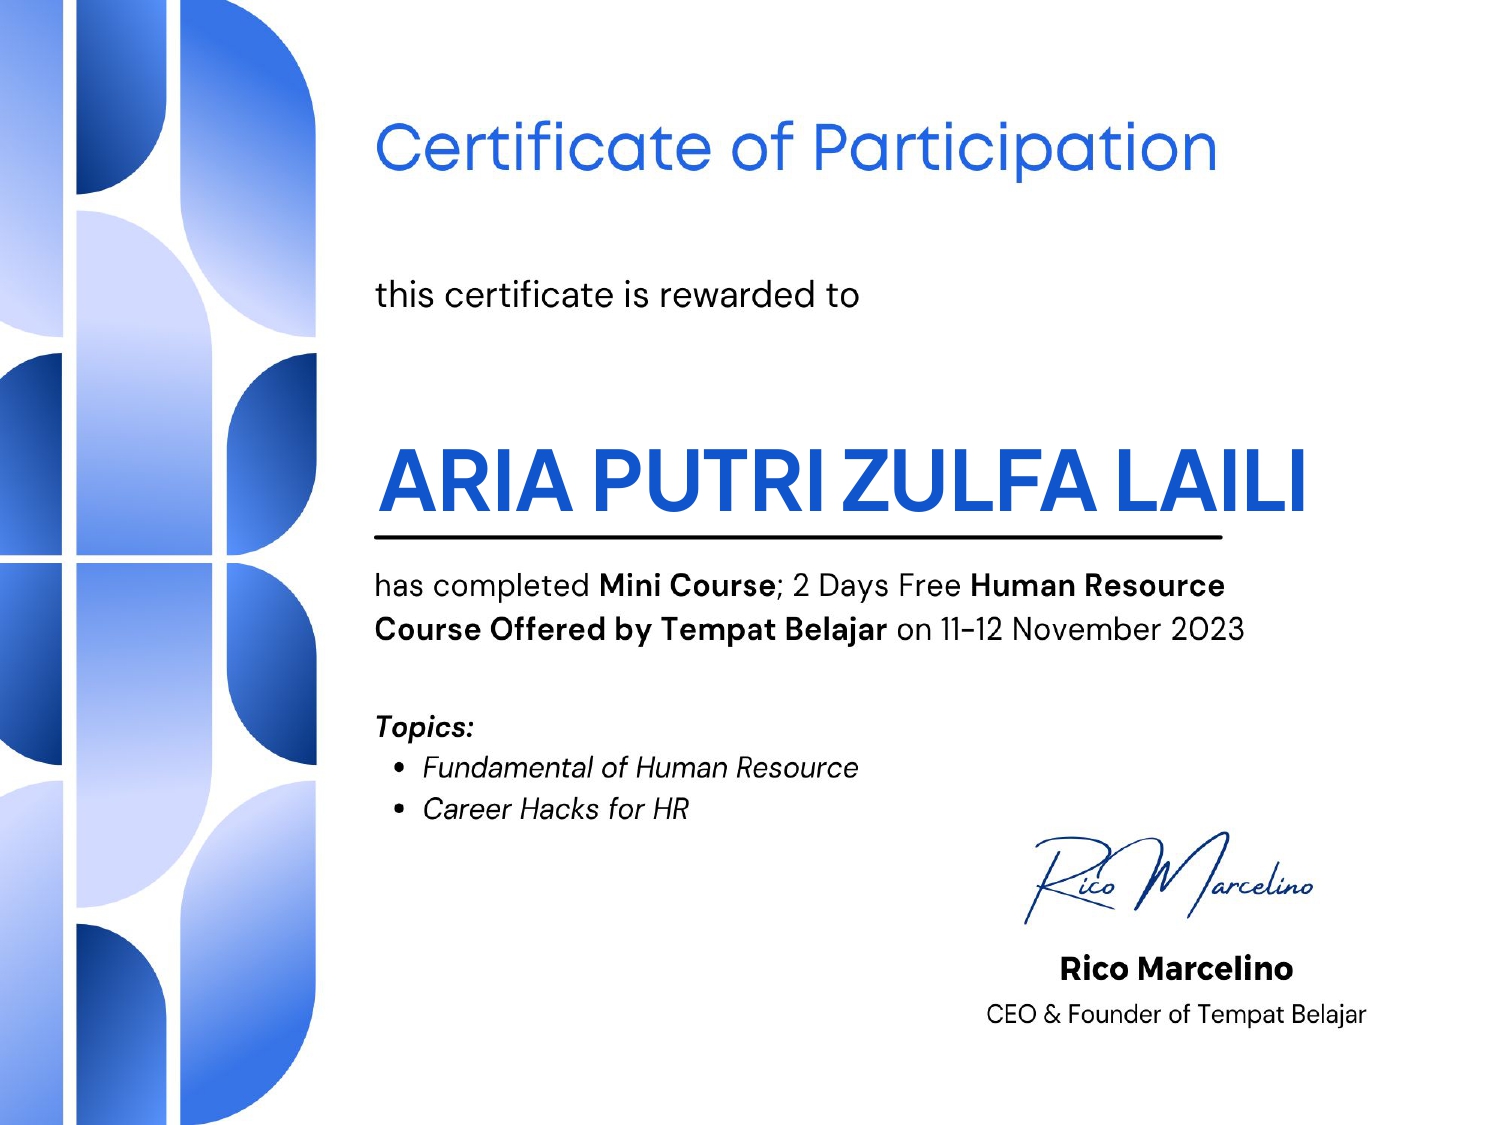 Certificate of Participation
this certificate is rewarded to
ARIA PUTRI ZULFA LAILI
has completed Mini Course; 2 Days Free Human Resource
Course Offered by Tempat Belajar on 11-12 November 2023
Topics:
• Fundamental of Human Resource
• Career Hacks for HR
Rico Marcelino
Rico Marcelino
CEO & Founder of Tempat Belajar